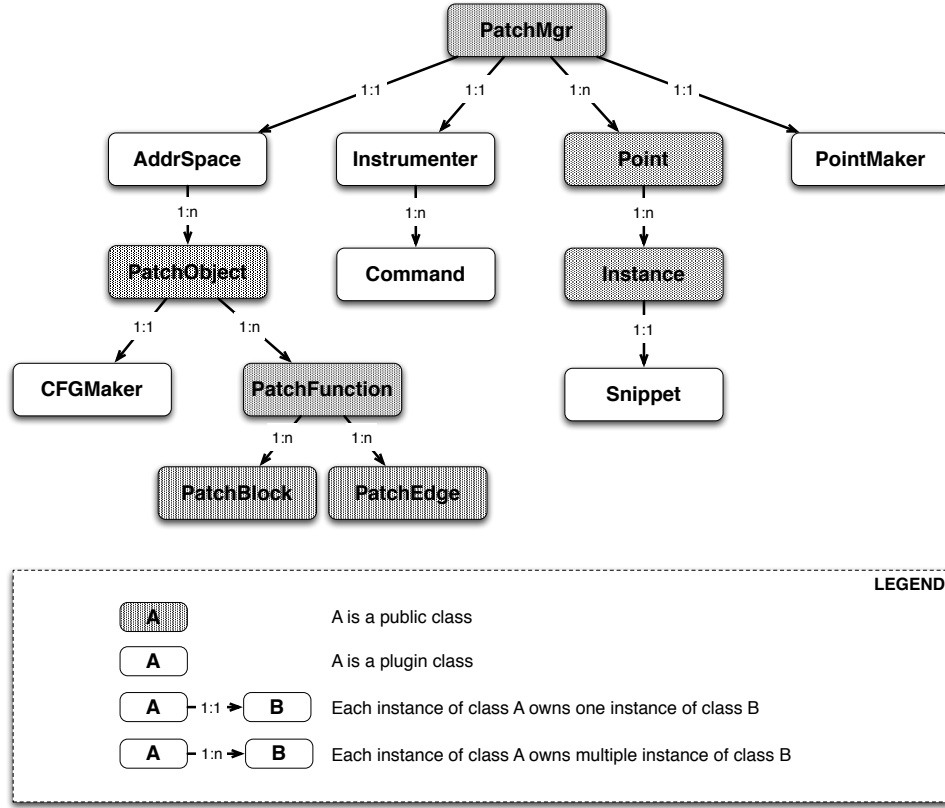 PatchMgr
1:1
1:1
1:n
1:1
AddrSpace
Instrumenter
Point
PointMaker
1:n
1:n
1:n
PatchObject
Command
Instance
1:1
1:n
1:1
CFGMaker
PatchFunction
Snippet
1:n
1:n
PatchBlock
PatchEdge
LEGEND
A
A is a public class
A
A is a plugin class
A 1:1 B
Each instance of class A owns one instance of class B
A 1:n B
Each instance of class A owns multiple instance of class B